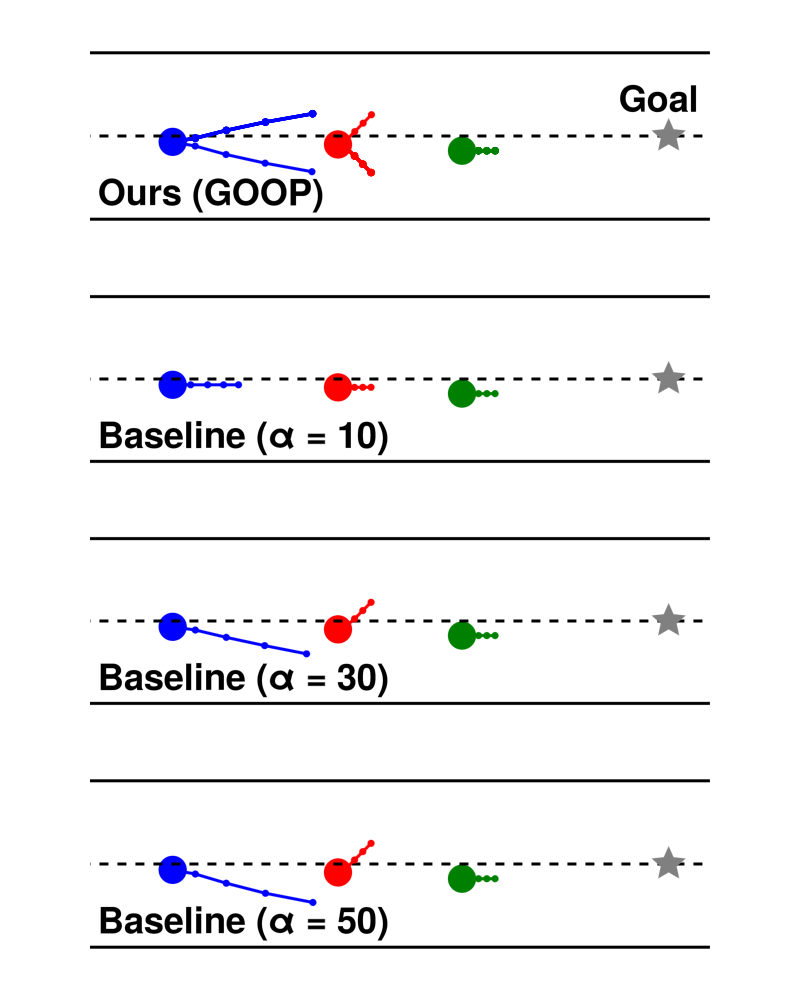 Goal
Ours (GOOP)
Baseline (α = 10)
Baseline (α = 30)
Baseline (α = 50)